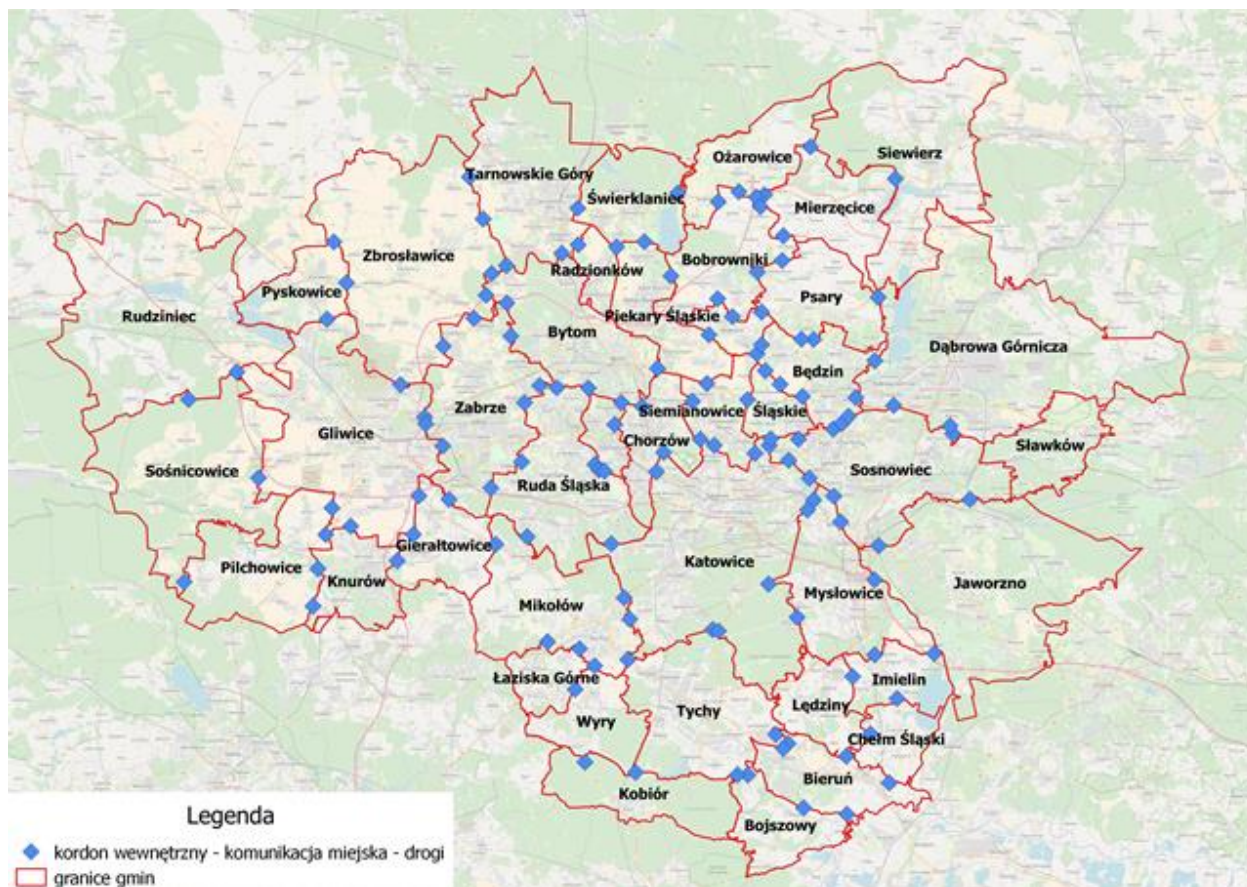 Ożarowice
Siewierz
Tarnowskie Góry
Świerklaniec
Mierzęcice
Zbrosławice
Radzionków
Bobrowniki
Pyskowice
Psary
Rudziniec
Piekary Śląskie
Bytom
Dąbrowa Górnicza
Będzin
Zabrze
Siemianowice
Śląskie
Gliwice
Chorzów
Sławków
Sośnicowice
Sosnowiec
Ruda Śląska
Gierałtowice
Katowice
Pilchowice
Knurów
Jaworzno
Mysłowice
Mikołów
Łaziska Górne
Imielin
Lędziny
Tychy
Wyry
Chełm Śląski
Bieruń
Kobiór
Bojszowy
Legenda
kordon wewnętrzny - komunikacja miejska - drogi
granice gmin